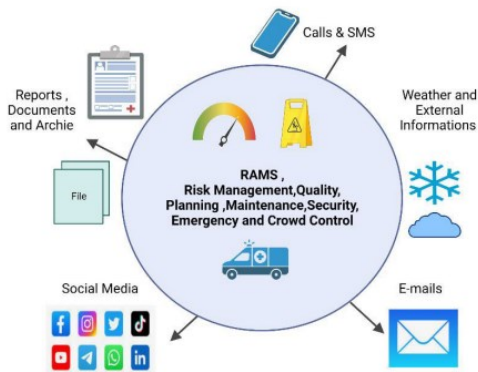 Calls & SMS
Reports ,
Documents
and Archie
Weather and
External
Informations
File
RAMS ,
Risk Management,Quality,
Planning ,Maintenance,Security,
Emergency and Crowd Control
Social Media
E-mails